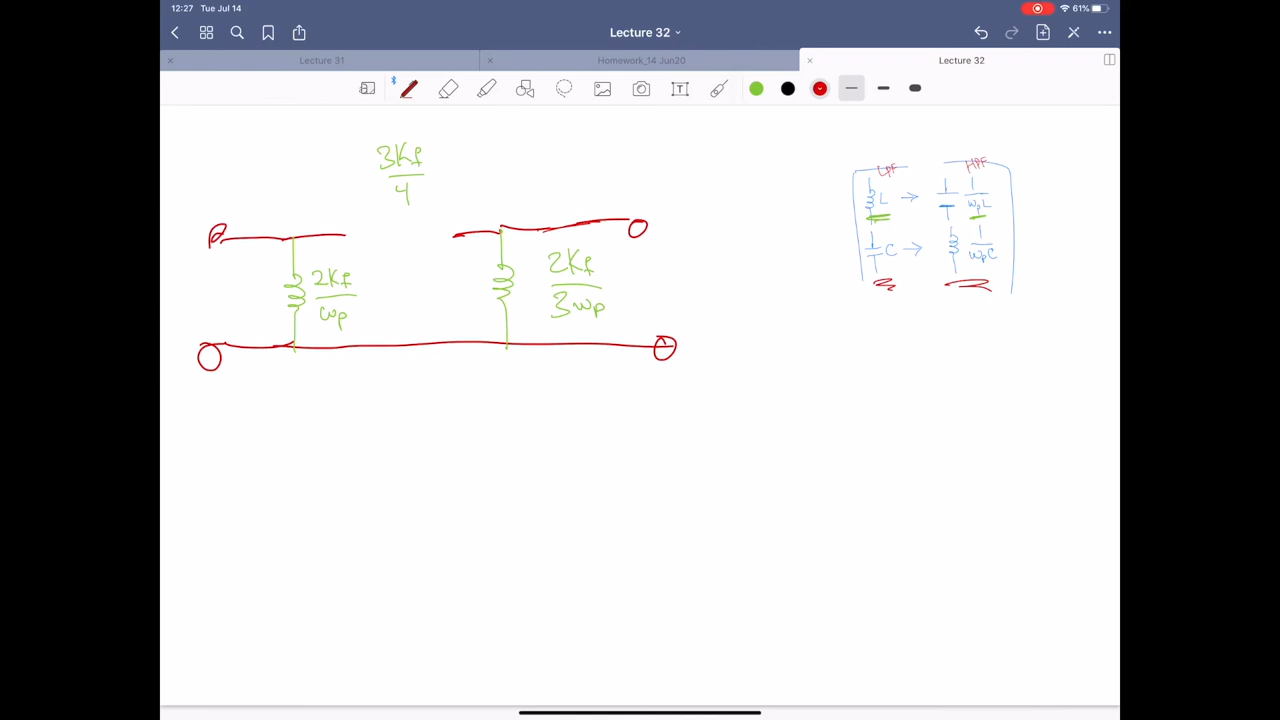 12:27 Tue Jul 14
61%
Lecture 32
Lecture 31
Homework_14 Jun20
Lecture 32
3Kf
4
LPF HPF
L → 1
ωpL
C → 1
ωpC
2Kf
ωp
2Kf
3ωp